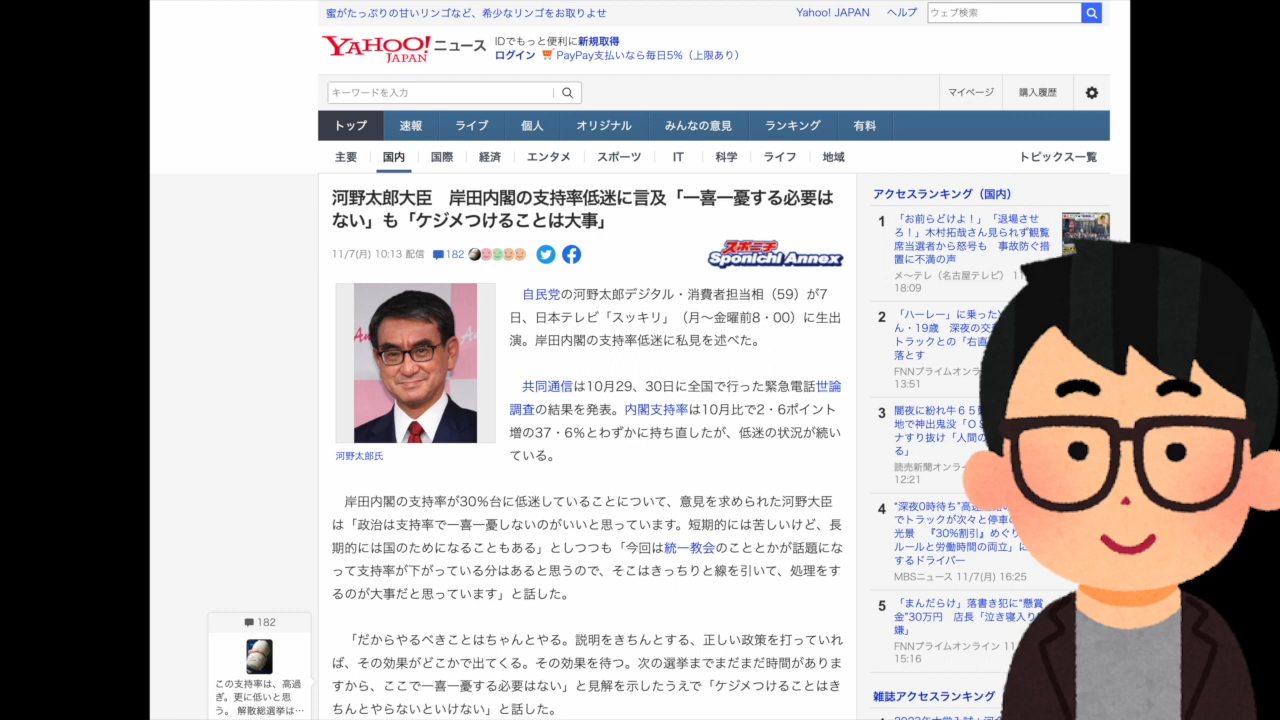 蜜がたっぷりの甘いリンゴなど、希少なリンゴをお取りよせ
Yahoo! JAPAN ヘルプ ウェブ検索
YAHOO! JAPAN ニュース
IDでもっと便利に新規取得
ログイン PayPay支払いなら毎日5%（上限あり）
キーワードを入力
マイページ 購入履歴
トップ 速報 ライブ 個人 オリジナル みんなの意見 ランキング 有料
主要 国内 国際 経済 エンタメ スポーツ IT 科学 ライフ 地域 トピックス一覧
河野太郎大臣　岸田内閣の支持率低迷に言及「一喜一憂する必要は
ない」も「ケジメつけることは大事」
11/7(月) 10:13 配信 182
スポニチ
Sponichi Annex
自民党の河野太郎デジタル・消費者担当相（59）が7
日、日本テレビ「スッキリ」（月～金曜前8・00）に生出
演。岸田内閣の支持率低迷に私見を述べた。
共同通信は10月29、30日に全国で行った緊急電話世論
調査の結果を発表。内閣支持率は10月比で2・6ポイント
増の37・6％とわずかに持ち直したが、低迷の状況が続い
ている。
河野太郎氏
岸田内閣の支持率が30％台に低迷していることについて、意見を求められた河野大臣
は「政治は支持率で一喜一憂しないのがいいと思っています。短期的には苦しいけど、長
期的には国のためになることもある」としつつも「今回は統一教会のこととかが話題にな
って支持率が下がっている分はあると思うので、そこはきっちりと線を引いて、処理をす
るのが大事だと思っています」と話した。
「だからやるべきことはちゃんとやる。説明をきちんとする、正しい政策を打っていれ
ば、その効果がどこかで出てくる。その効果を待つ。次の選挙までまだまだ時間がありま
すから、ここで一喜一憂する必要はない」と見解を示したうえで「ケジメつけることはき
ちんとやらないといけない」と話した。
182
この支持率は、高過
ぎ。更に低いと思
う。 解散総選挙は…
アクセスランキング（国内）
1
「お前らどけよ！」「退場させ
ろ！」木村拓哉さん見られず観覧
席当選者から怒号も　事故防ぐ措
置に不満の声
メ～テレ（名古屋テレビ） 11
18:09
2
「ハーレー」に乗った
ん・19歳　深夜の交
トラックとの「右直
落とす
FNNプライムオンラ
13:51
3
闇夜に紛れ牛６５
地で神出鬼没「ＯＳ
ナすり抜け「人間の
る」
読売新聞オンライ
12:21
4
“深夜0時待ち”高速
でトラックが次々と停車の
光景　『30%割引』めぐり
ルールと労働時間の両立」に
するドライバー
MBSニュース 11/7(月) 16:25
5
「まんだらけ」落書き犯に“懸賞
金”30万円　店長「泣き寝入り
嫌」
FNNプライムオンライン 11
15:16
雑誌アクセスランキング